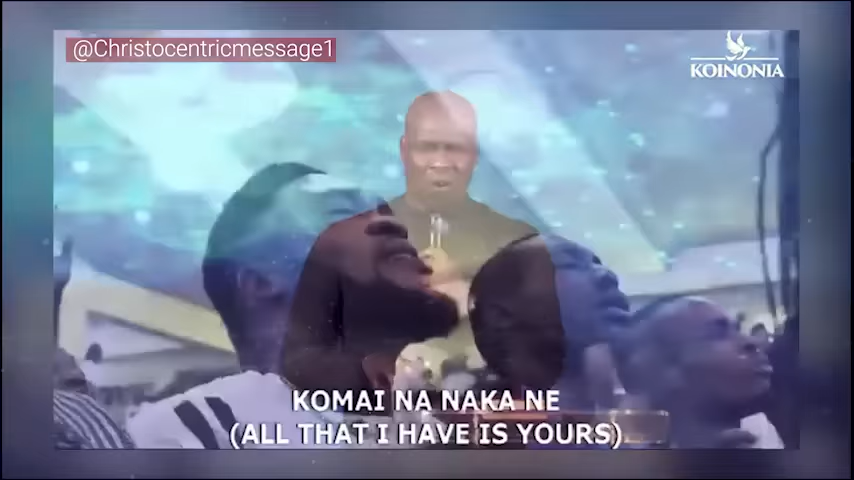 @Christocentricmessage1
KOINONIA
KOMAI NA NAKA NE
(ALL THAT I HAVE IS YOURS)